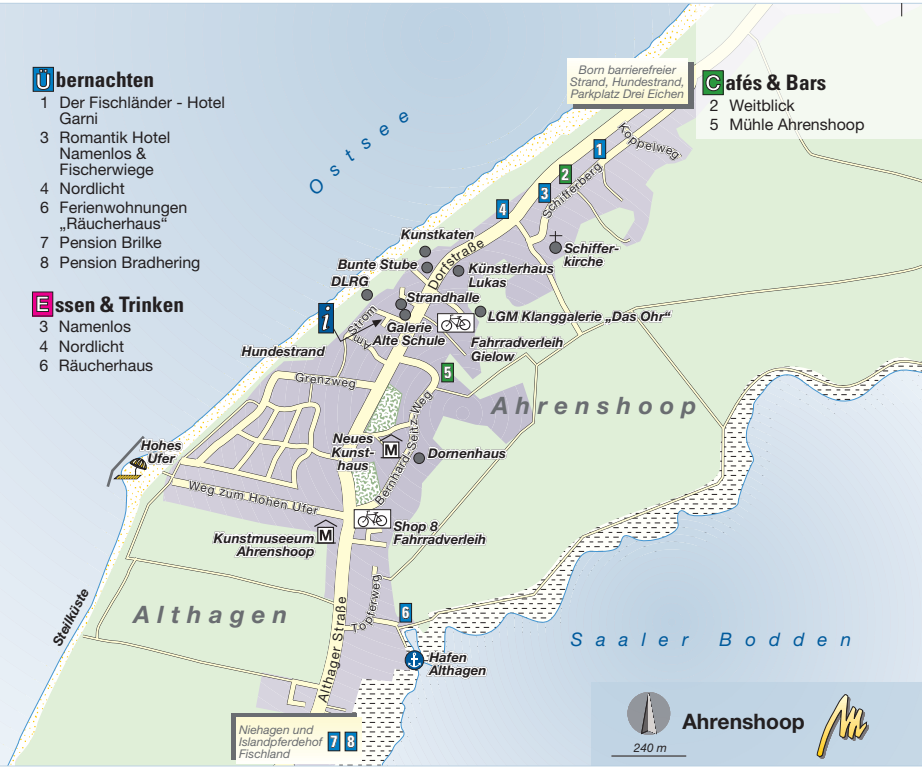 Übernachten
1 Der Fischländer - Hotel
Garni
3 Romantik Hotel
Namenlos &
Fischerwiege
4 Nordlicht
6 Ferienwohnungen
„Räucherhaus“
7 Pension Brilke
8 Pension Bradhering
Essen & Trinken
3 Namenlos
4 Nordlicht
6 Räucherhaus
Cafés & Bars
2 Weitblick
5 Mühle Ahrenshoop
Born barrierefreier
Strand, Hundestrand,
Parkplatz Drei Eichen
Ostsee
Koppelweg
1
2
3
4
Schifferberg
Schiffer-
kirche
Kunstkaten
Dorfstraße
Bunte Stube
Künstlerhaus
Lukas
DLRG
Strandhalle
i
Am Strom
LGM Klanggalerie „Das Ohr“
Galerie
Alte Schule
Hundestrand
Fahrradverleih
Gielow
5
Grenzweg
Ahrenshoop
Bernhard-Seitz-Weg
Neues
Kunst-
haus
M
Dornenhaus
Hohes
Ufer
Weg zum Hohen Ufer
Shop 8
Fahrradverleih
Kunstmuseeum
Ahrenshoop
M
Steilküste
Althagen
Töpferweg
6
Althäger Straße
Saaler Bodden
Hafen
Althagen
Niehagen und
Islandpferdehof
Fischland
7 8
Ahrenshoop
240 m